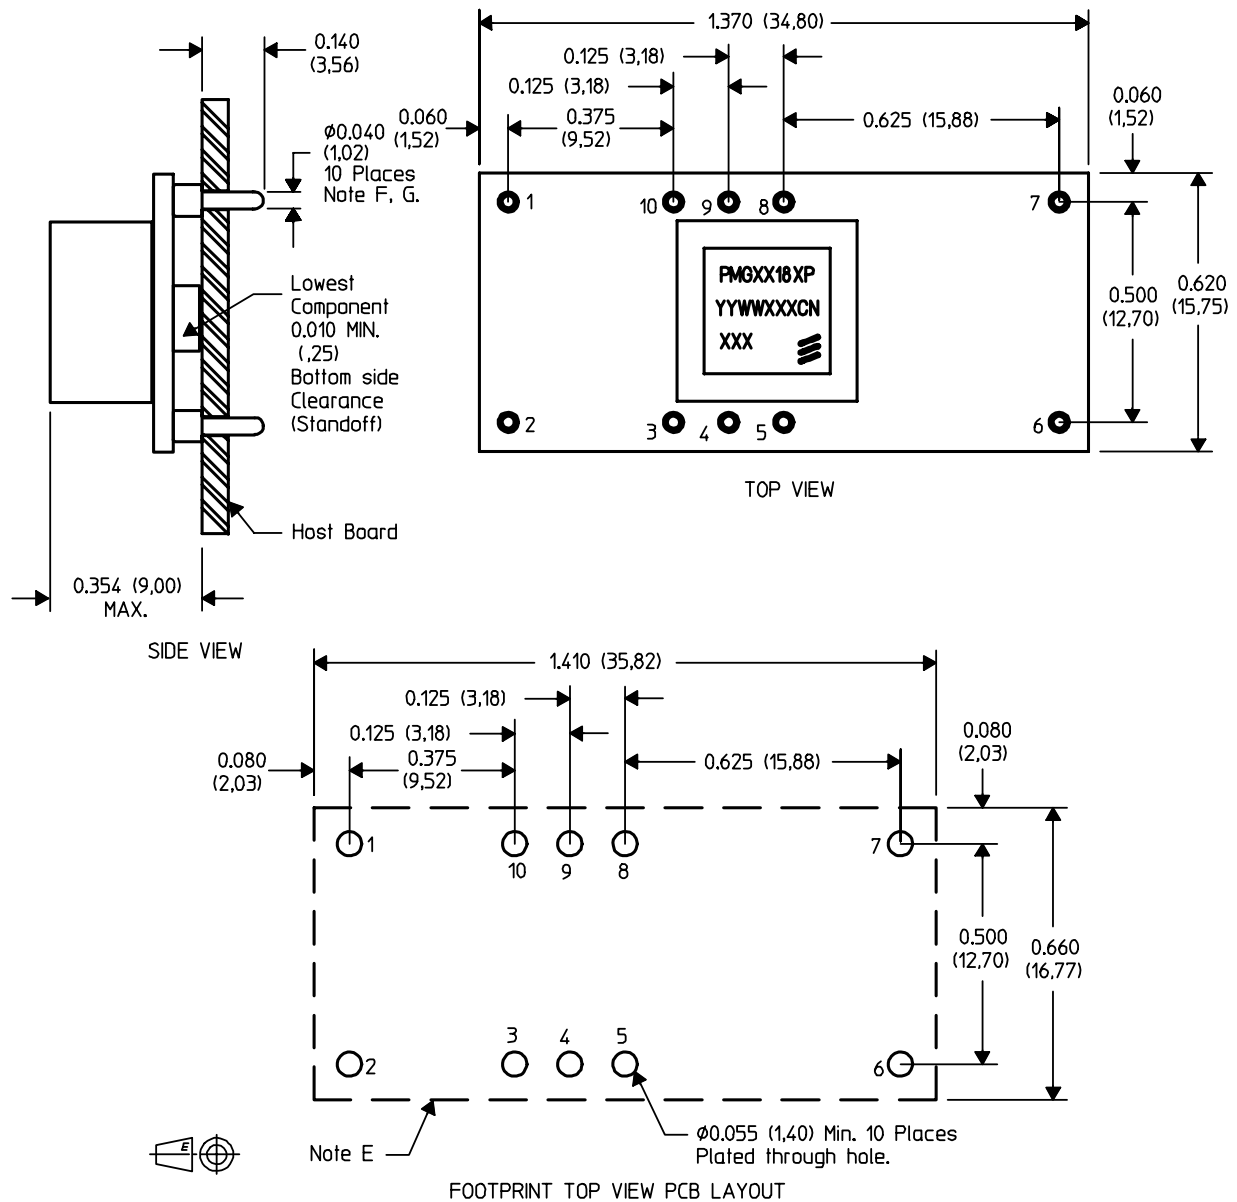 0.140
(3,56)
Ø0.040
(1,02)
10 Places
Note F, G.
Lowest
Component
0.010 MIN.
(,25)
Bottom side
Clearance
(Standoff)
Host Board
0.354 (9,00)
MAX.
SIDE VIEW
1.370 (34,80)
0.125 (3,18)
0.125 (3,18)
0.060
(1,52)
0.375
(9,52)
0.625 (15,88)
0.060
(1,52)
1
10
9
8
7
PMGXX18XP
YYWWXXXCN
XXX
0.500
(12,70)
0.620
(15,75)
2
3
4
5
6
TOP VIEW
1.410 (35,82)
0.125 (3,18)
0.125 (3,18)
0.080
(2,03)
0.375
(9,52)
0.625 (15,88)
0.080
(2,03)
1
10
9
8
7
0.500
(12,70)
0.660
(16,77)
2
3
4
5
6
E
Note E
Ø0.055 (1,40) Min. 10 Places
Plated through hole.
FOOTPRINT TOP VIEW PCB LAYOUT